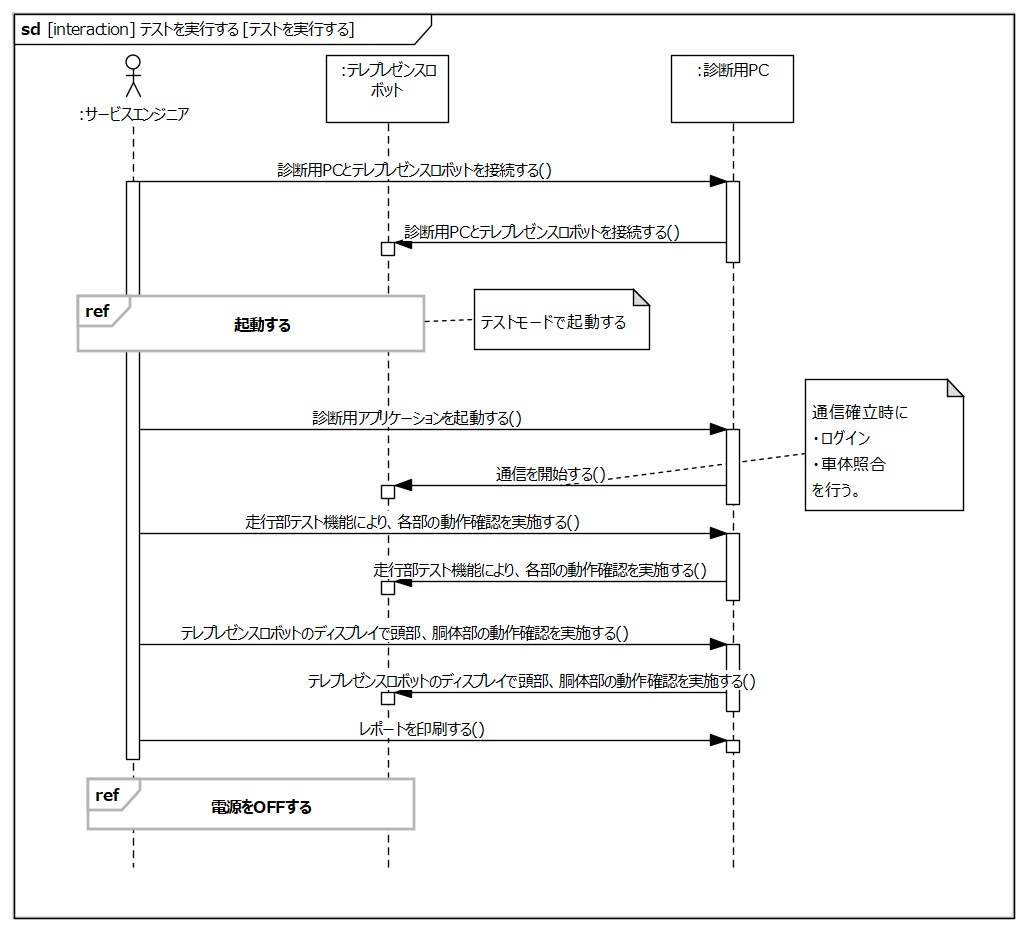 sd [interaction] テストを実行する [テストを実行する]
:サービスエンジニア
:テレプレゼンスロ
ボット
:診断用PC
診断用PCとテレプレゼンスロボットを接続する()
診断用PCとテレプレゼンスロボットを接続する()
ref
起動する
テストモードで起動する
診断用アプリケーションを起動する()
通信確立時に
・ログイン
・車体照合
を行う。
通信を開始する()
走行部テスト機能により、各部の動作確認を実施する()
走行部テスト機能により、各部の動作確認を実施する()
テレプレゼンスロボットのディスプレイで頭部、胴体部の動作確認を実施する()
テレプレゼンスロボットのディスプレイで頭部、胴体部の動作確認を実施する()
レポートを印刷する()
ref
電源をOFFする